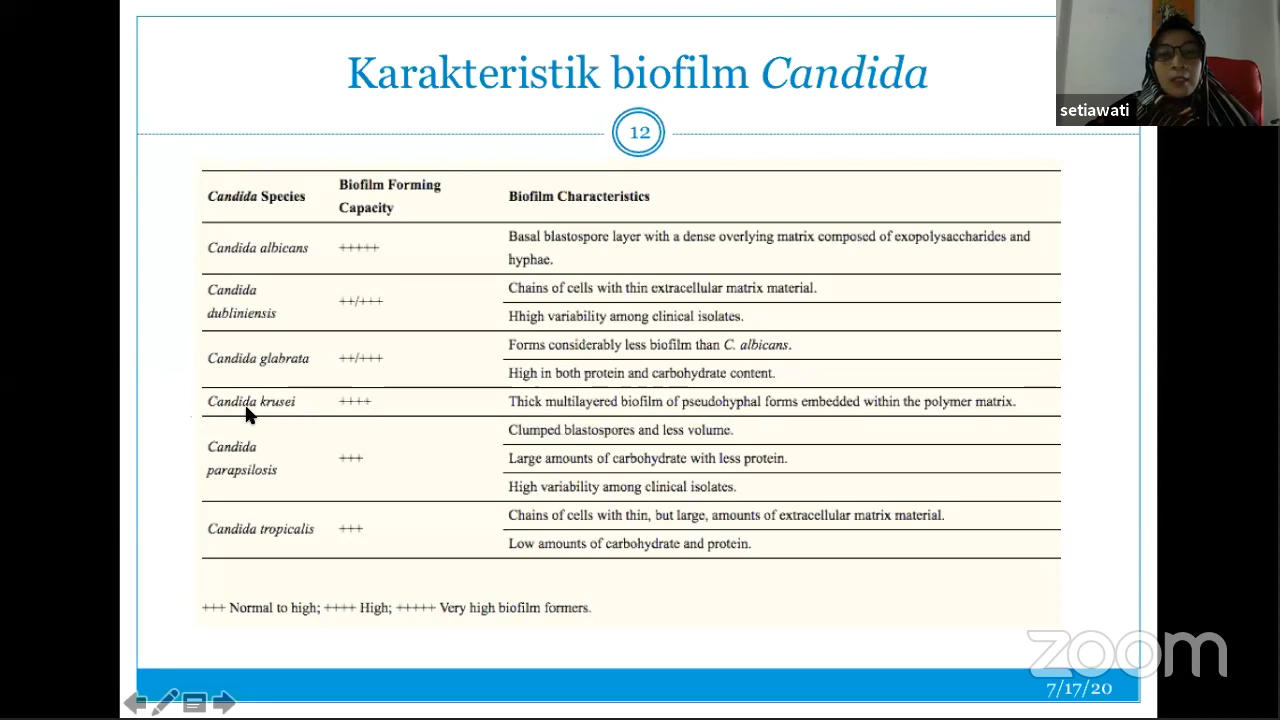 Karakteristik biofilm Candida
setiawati
12
Candida Species
Biofilm Forming
Capacity
Biofilm Characteristics
Candida albicans
+++++
Basal blastospore layer with a dense overlying matrix composed of exopolysaccharides and
hyphae.
Candida
dubliniensis
++/+++
Chains of cells with thin extracellular matrix material.
Hhigh variability among clinical isolates.
Candida glabrata
++/+++
Forms considerably less biofilm than C. albicans.
High in both protein and carbohydrate content.
Candida krusei
++++
Thick multilayered biofilm of pseudohyphal forms embedded within the polymer matrix.
Candida
parapsilosis
+++
Clumped blastospores and less volume.
Large amounts of carbohydrate with less protein.
High variability among clinical isolates.
Candida tropicalis
+++
Chains of cells with thin, but large, amounts of extracellular matrix material.
Low amounts of carbohydrate and protein.
+++ Normal to high; ++++ High; +++++ Very high biofilm formers.
zoom
7/17/20